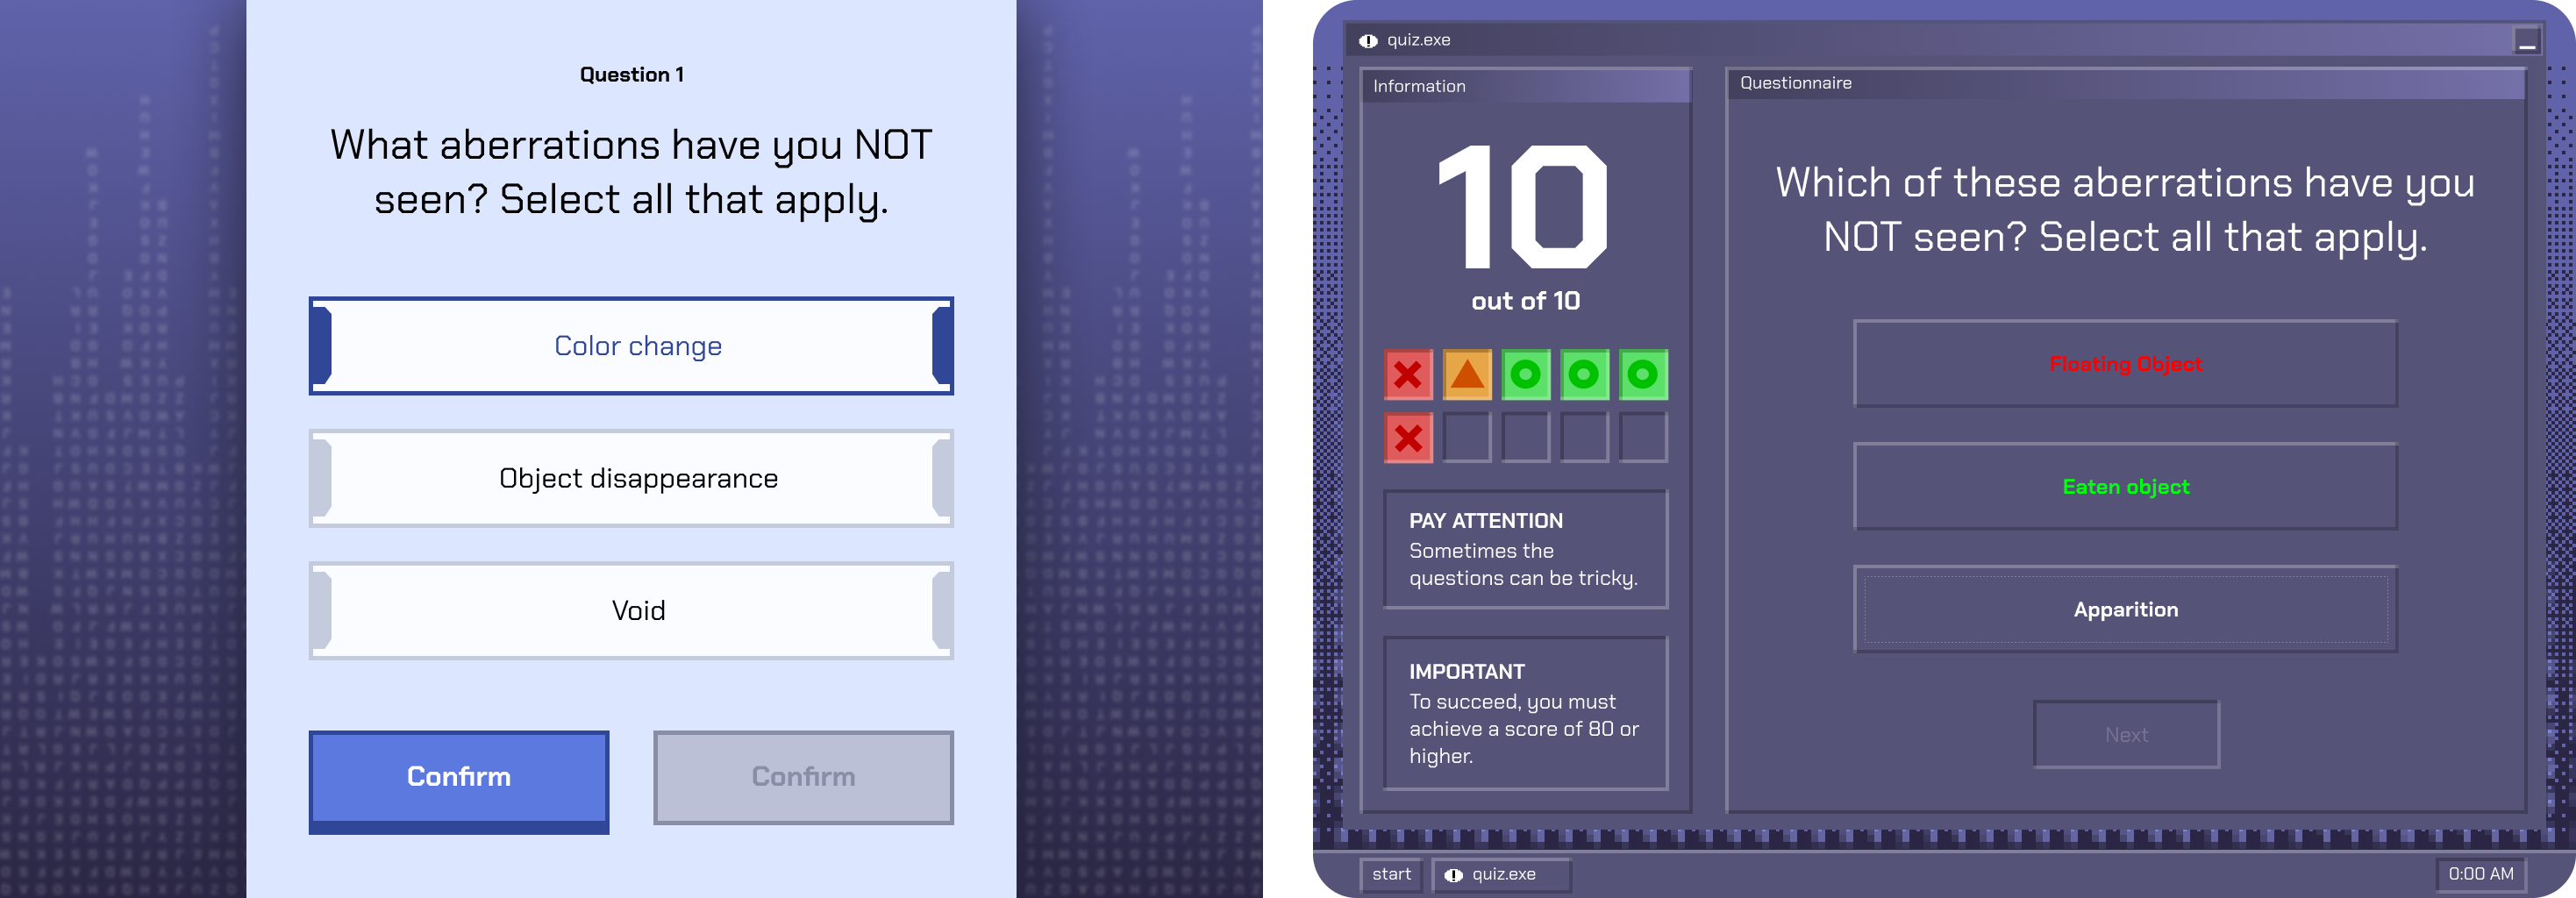 Question 1
What aberrations have you NOT
seen? Select all that apply.
Color change
Object disappearance
Void
Confirm
Confirm
quiz.exe
Information
10
out of 10
PAY ATTENTION
Sometimes the
questions can be tricky.
IMPORTANT
To succeed, you must
achieve a score of 80 or
higher.
Questionnaire
Which of these aberrations have you
NOT seen? Select all that apply.
Floating Object
Eaten object
Apparition
Next
start
quiz.exe
0:00 AM